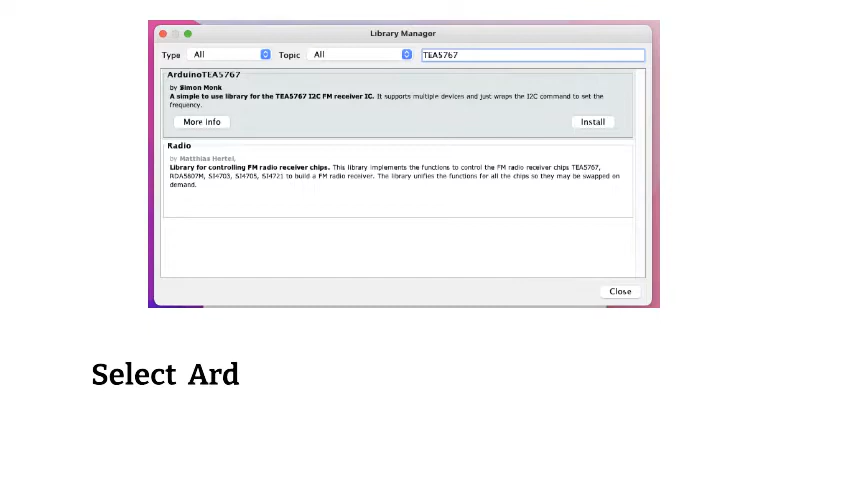 Library Manager
Type All Topic All TEA5767
ArduinoTEA5767
by Simon Monk
A simple to use library for the TEA5767 I2C FM receiver IC. It supports multiple devices and just wraps the I2C command to set the
frequency.
More info Install
Radio
by Matthias Hertel,
Library for controlling FM radio receiver chips. This library implements the functions to control the FM radio receiver chips TEA5767,
RDA5807M, SI4703, SI4705, SI4721 to build a FM radio receiver. The library unifies the functions for all the chips so they may be swapped on
demand.
Close
Select Ard